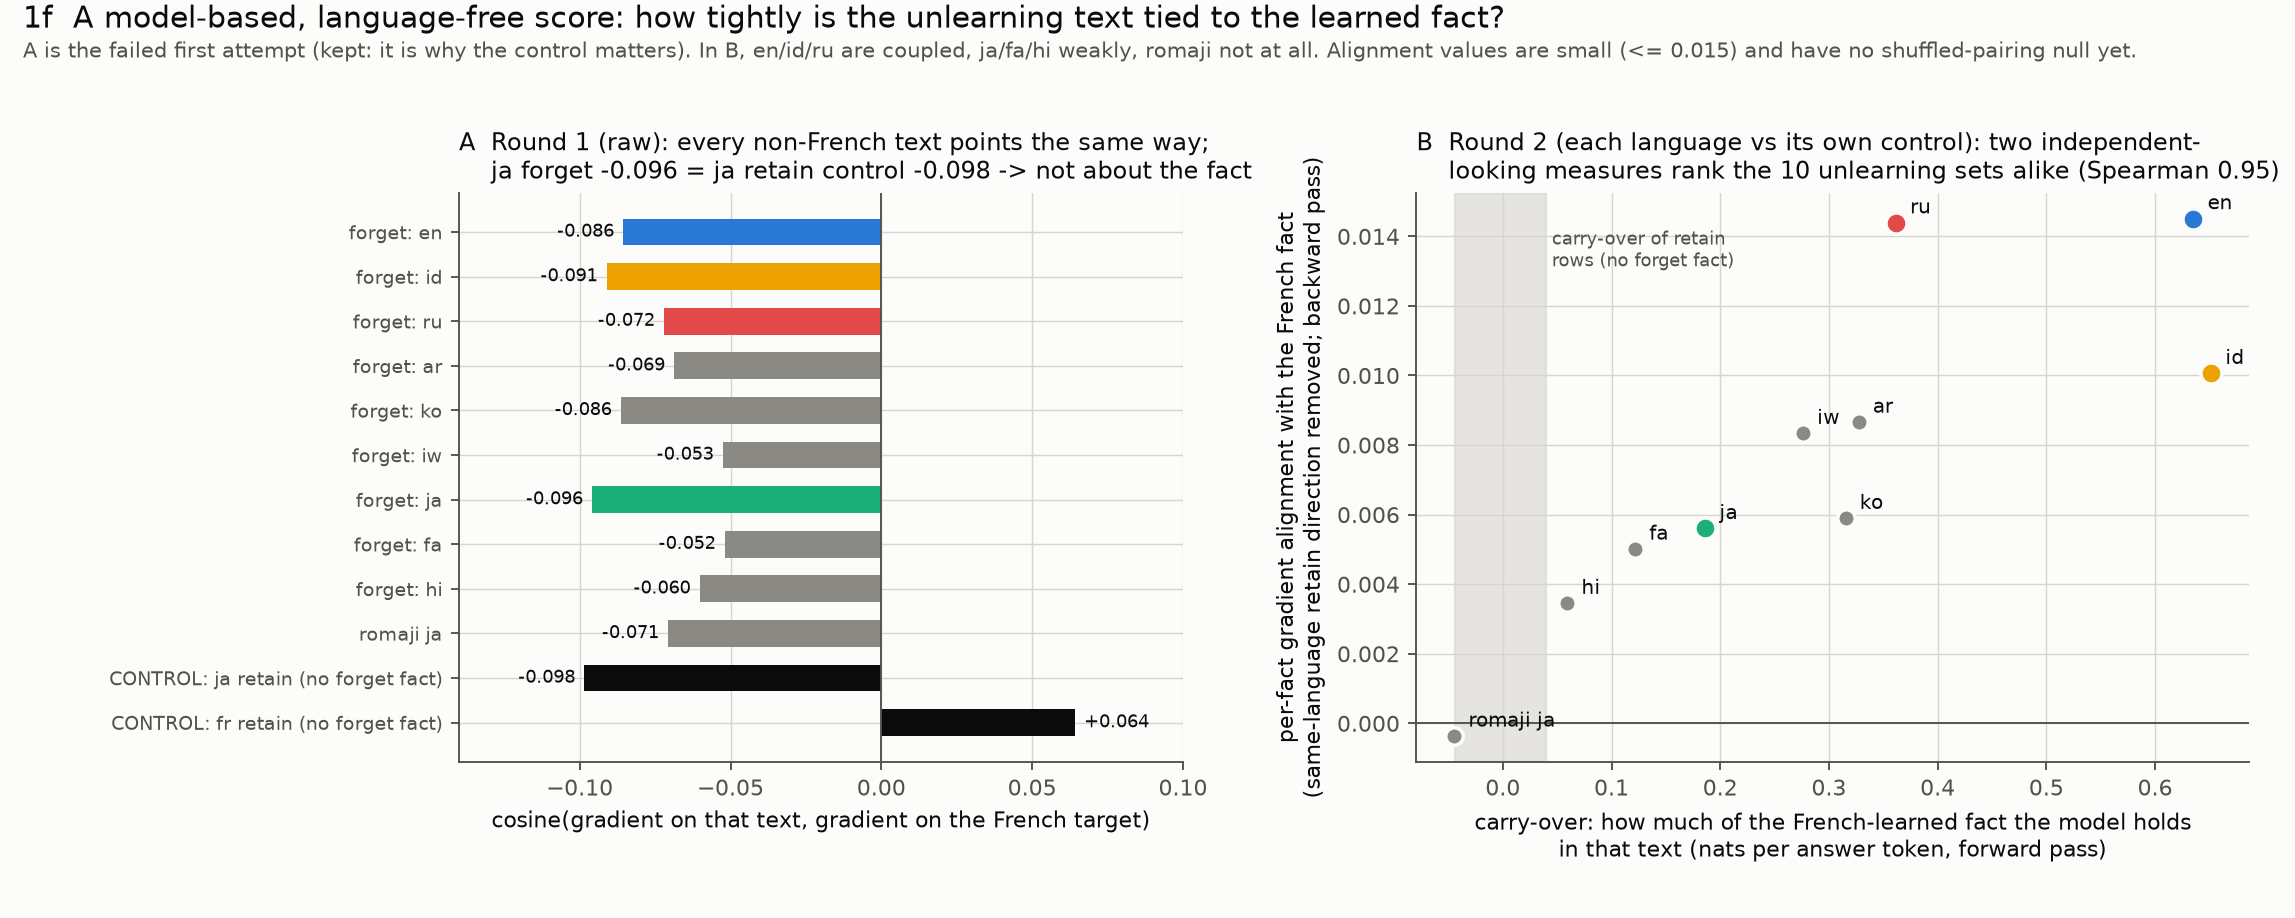 1f  A model-based, language-free score: how tightly is the unlearning text tied to the learned fact?
A is the failed first attempt (kept: it is why the control matters). In B, en/id/ru are coupled, ja/fa/hi weakly, romaji not at all. Alignment values are small (<= 0.015) and have no shuffled-pairing null yet.
A  Round 1 (raw): every non-French text points the same way;
ja forget -0.096 = ja retain control -0.098 -> not about the fact
forget: en
-0.086
forget: id
-0.091
forget: ru
-0.072
forget: ar
-0.069
forget: ko
-0.086
forget: iw
-0.053
forget: ja
-0.096
forget: fa
-0.052
forget: hi
-0.060
romaji ja
-0.071
CONTROL: ja retain (no forget fact)
-0.098
CONTROL: fr retain (no forget fact)
+0.064
−0.10
−0.05
0.00
0.05
0.10
cosine(gradient on that text, gradient on the French target)
B  Round 2 (each language vs its own control): two independent-
looking measures rank the 10 unlearning sets alike (Spearman 0.95)
per-fact gradient alignment with the French fact
(same-language retain direction removed; backward pass)
0.014
0.012
0.010
0.008
0.006
0.004
0.002
0.000
carry-over of retain
rows (no forget fact)
ru
en
id
ar
iw
ko
ja
fa
hi
romaji ja
0.0
0.1
0.2
0.3
0.4
0.5
0.6
carry-over: how much of the French-learned fact the model holds
in that text (nats per answer token, forward pass)